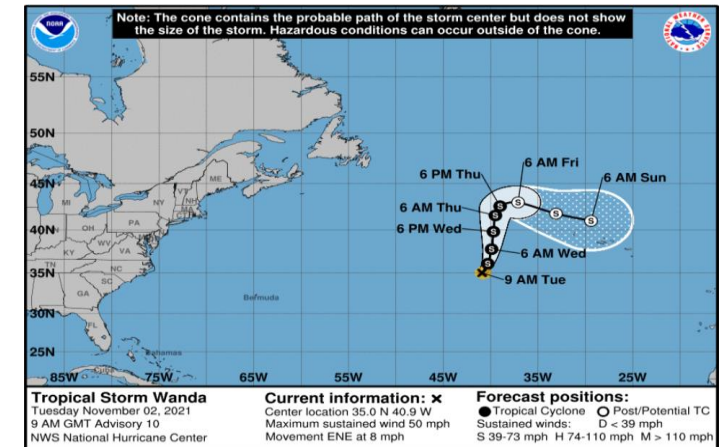 Note: The cone contains the probable path of the storm center but does not show
the size of the storm. Hazardous conditions can occur outside of the cone.
NOAA
55N
50N
6 AM Fri
6 PM Thu
6 AM Sun
45N
ME
VT
NH
MI
NY
MA
6 AM Thu
40N
PA
OH
6 PM Wed
WV
VA
KY
6 AM Wed
35N
TN
NC
9 AM Tue
SC
GA
Bermuda
30N
FL
25N
Bahamas
Cuba
85W
75W
65W
55W
45W
35W
25W
S
S
S
S
S
S
S
S
Tropical Storm Wanda
Tuesday November 02, 2021
9 AM GMT Advisory 10
NWS National Hurricane Center
Current information: ×
Center location 35.0 N 40.9 W
Maximum sustained wind 50 mph
Movement ENE at 8 mph
Forecast positions:
● Tropical Cyclone ○ Post/Potential TC
Sustained winds: D < 39 mph
S 39-73 mph H 74-110 mph M > 110 mph